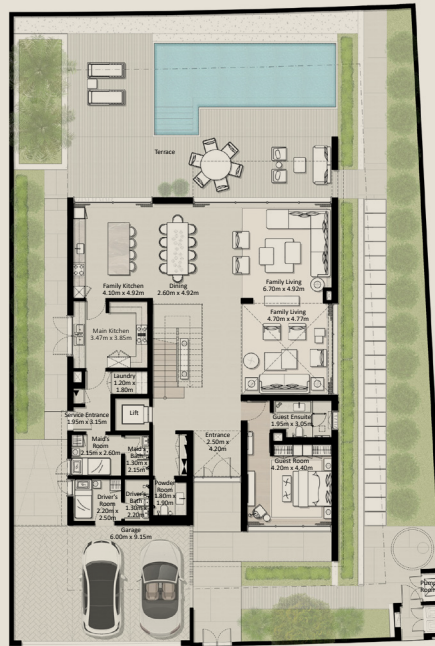 Terrace
Family Kitchen
4.10m x 4.92m
Dining
2.60m x 4.92m
Family Living
6.70m x 4.92m
Family Living
4.70m x 4.77m
Main Kitchen
3.47m x 3.85m
Laundry
1.20m x
1.80m
Lift
Service Entrance
1.95m x 3.15m
Maid's
Room
2.15m x 2.60m
Maid's
Bath
1.30m x
2.15m
Entrance
2.50m x
4.20m
Guest Ensuite
1.95m x 3.05m
Guest Room
4.20m x 4.40m
Powder
Room
1.80m x
1.90m
Driver's
Room
2.20m x
2.50m
Driver's
Bath
1.30m x
2.20m
Garage
6.00m x 9.15m
Pump
Room